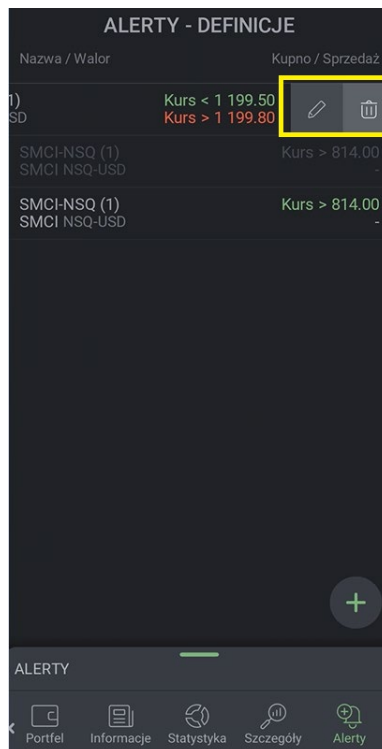 ALERTY - DEFINICJE
Nazwa / Walor Kupno / Sprzedaż
1) Kurs < 1 199.50
SD Kurs > 1 199.80
SMCI-NSQ (1) Kurs > 814.00
SMCI NSQ-USD -
SMCI-NSQ (1) Kurs > 814.00
SMCI NSQ-USD -
+
ALERTY
Portfel Informacje Statystyka Szczegóły Alerty